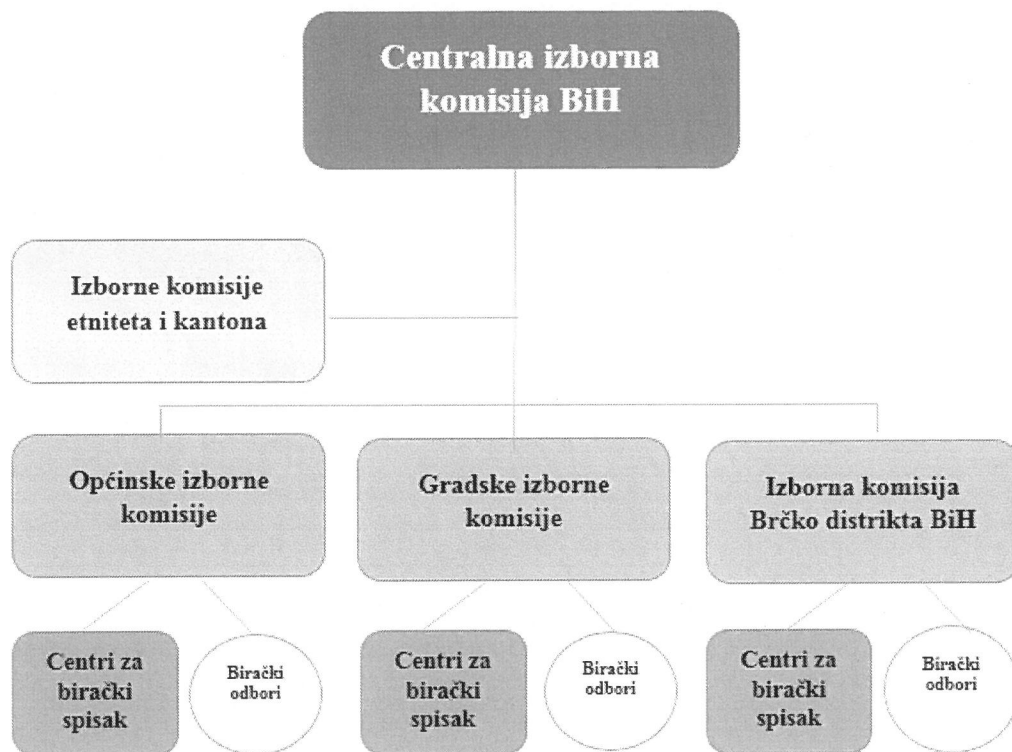 Centralna izborna
komisija BiH
Izborne komisije
etniteta i kantona
Općinske izborne
komisije
Gradske izborne
komisije
Izborna komisija
Brčko distrikta BiH
Centri za
birački
spisak
Birački
odbori
Centri za
birački
spisak
Birački
odbori
Centri za
birački
spisak
Birački
odbori